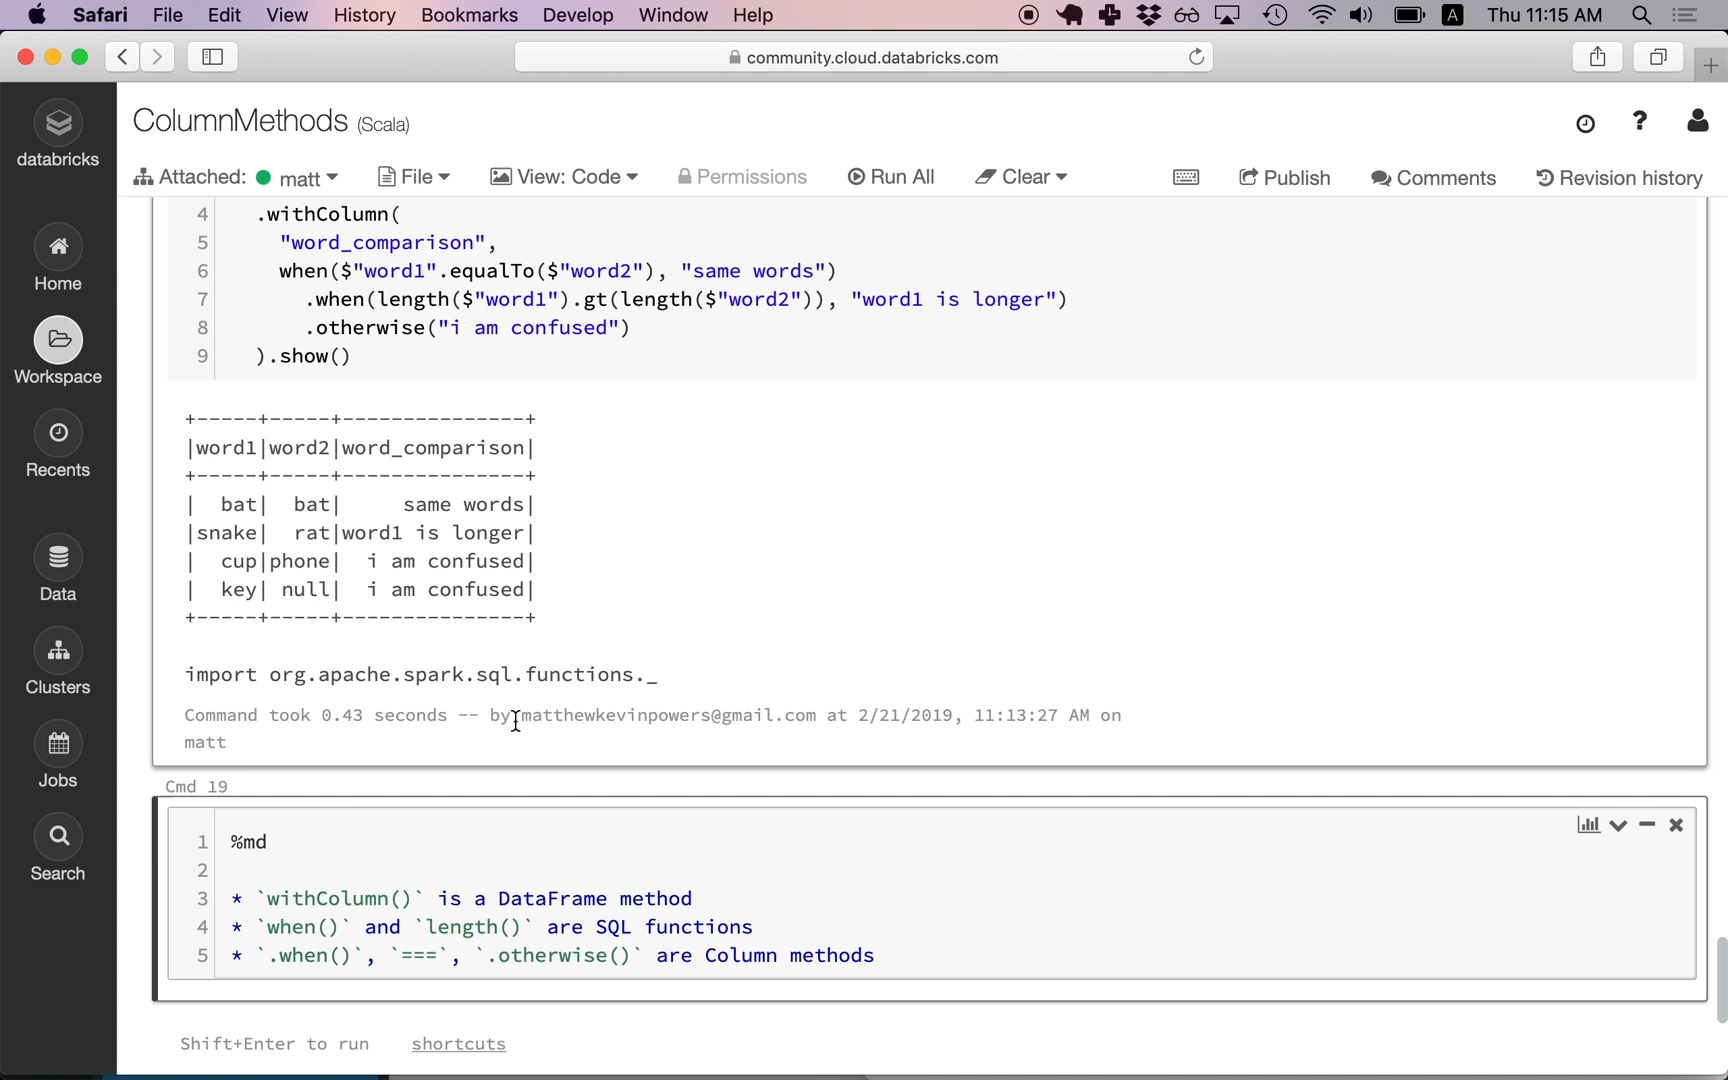 Safari File Edit View History Bookmarks Develop Window Help A Thu 11:15 AM
community.cloud.databricks.com
databricks
Home
Workspace
Recents
Data
Clusters
Jobs
Search
ColumnMethods (Scala)
?
Attached: matt File View: Code Permissions Run All Clear Publish Comments Revision history
4 .withColumn(
5 "word_comparison",
6 when($"word1".equalTo($"word2"), "same words")
7 .when(length($"word1").gt(length($"word2")), "word1 is longer")
8 .otherwise("i am confused")
9 ).show()
+-----+-----+---------------+
|word1|word2|word_comparison|
+-----+-----+---------------+
|  bat|  bat|     same words|
|snake|  rat|word1 is longer|
|  cup|phone|  i am confused|
|  key| null|  i am confused|
+-----+-----+---------------+
import org.apache.spark.sql.functions._
Command took 0.43 seconds -- by matthewkevinpowers@gmail.com at 2/21/2019, 11:13:27 AM on
matt
Cmd 19
1 %md
2
3 * `withColumn()` is a DataFrame method
4 * `when()` and `length()` are SQL functions
5 * `.when()`, `===`, `.otherwise()` are Column methods
Shift+Enter to run shortcuts